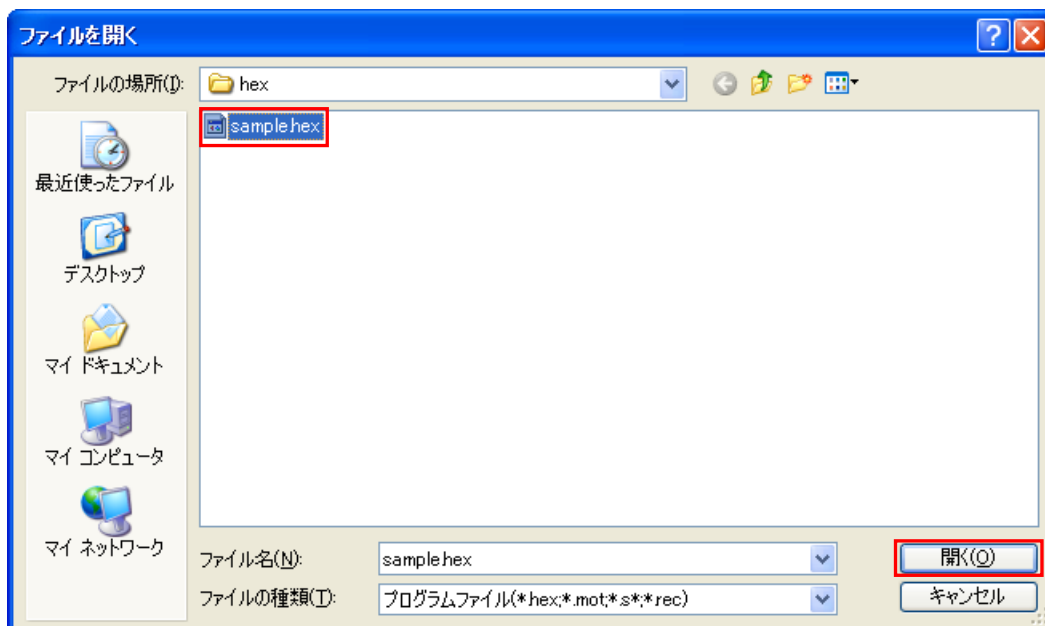 ファイルを開く
ファイルの場所(I):
hex
sample.hex
最近使ったファイル
デスクトップ
マイ ドキュメント
マイ コンピュータ
マイ ネットワーク
ファイル名(N):
sample.hex
開く(O)
ファイルの種類(T):
プログラムファイル(*.hex;*.mot;*.s*;*.rec)
キャンセル